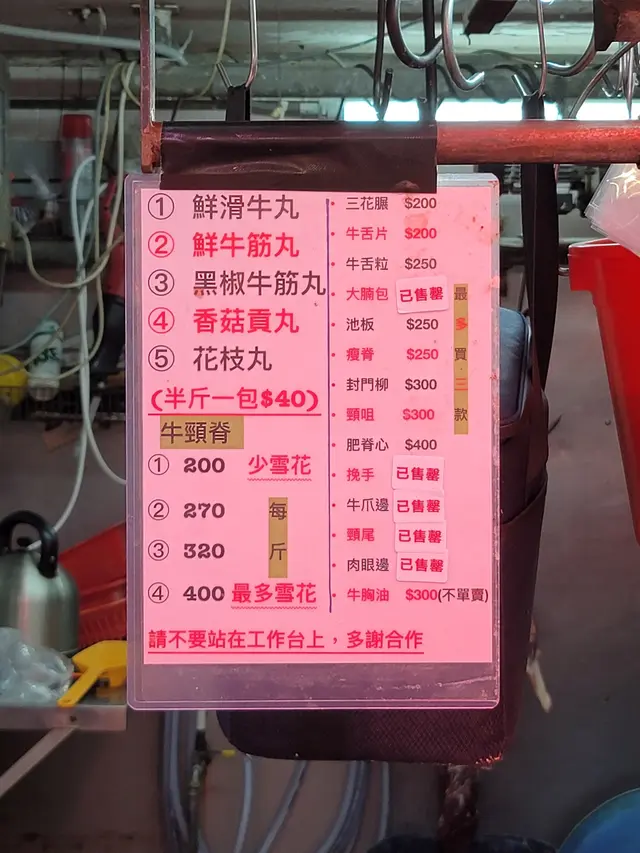 ① 鮮滑牛丸
② 鮮牛筋丸
③ 黑椒牛筋丸
④ 香菇貢丸
⑤ 花枝丸
(半斤一包$40)
牛頸脊
① 200 少雪花
② 270
③ 320
④ 400 最多雪花
每斤
· 三花𦟌 $200
· 牛舌片 $200
· 牛舌粒 $250
· 大腩包 已售罄
· 池板 $250
· 瘦脊 $250
· 封門柳 $300
· 頸咀 $300
· 肥脊心 $400
· 挽手 已售罄
· 牛爪邊 已售罄
· 頸尾 已售罄
· 肉眼邊 已售罄
· 牛胸油 $300(不單賣)
最多買二款
請不要站在工作台上，多謝合作